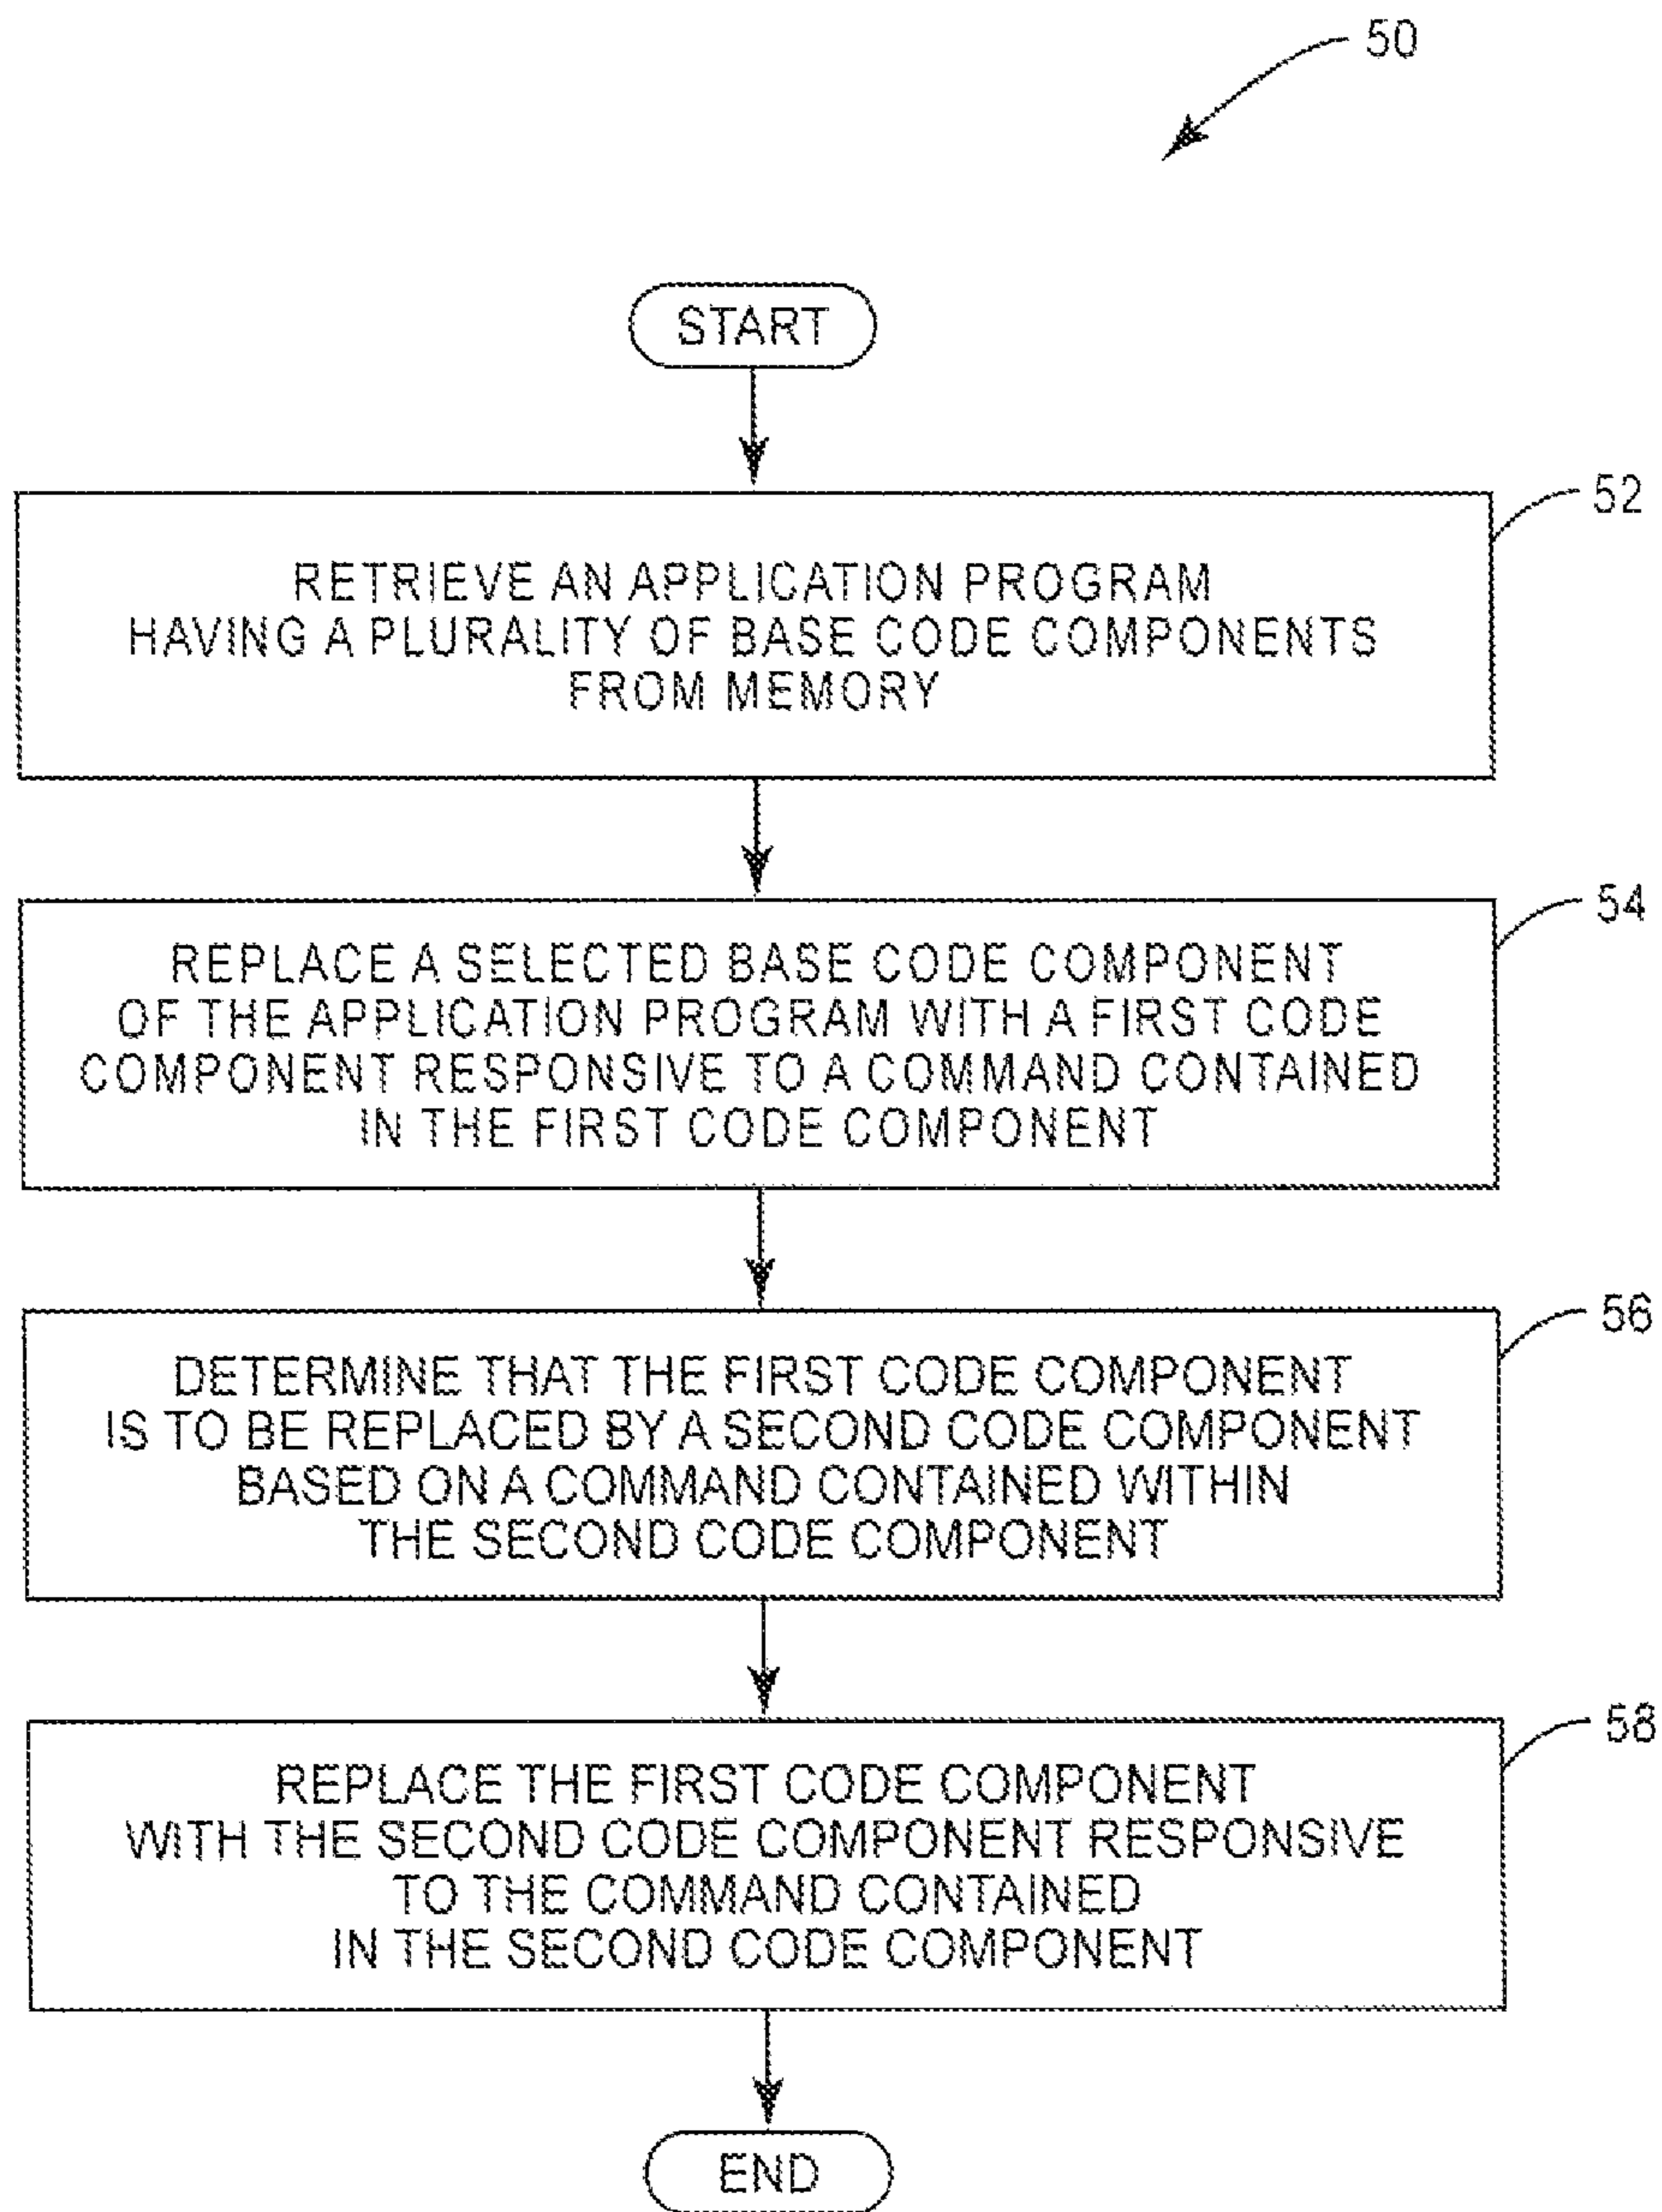 50
START
52
RETRIEVE AN APPLICATION PROGRAM
HAVING A PLURALITY OF BASE CODE COMPONENTS
FROM MEMORY
54
REPLACE A SELECTED BASE CODE COMPONENT
OF THE APPLICATION PROGRAM WITH A FIRST CODE
COMPONENT RESPONSIVE TO A COMMAND CONTAINED
IN THE FIRST CODE COMPONENT
56
DETERMINE THAT THE FIRST CODE COMPONENT
IS TO BE REPLACED BY A SECOND CODE COMPONENT
BASED ON A COMMAND CONTAINED WITHIN
THE SECOND CODE COMPONENT
58
REPLACE THE FIRST CODE COMPONENT
WITH THE SECOND CODE COMPONENT RESPONSIVE
TO THE COMMAND CONTAINED
IN THE SECOND CODE COMPONENT
END